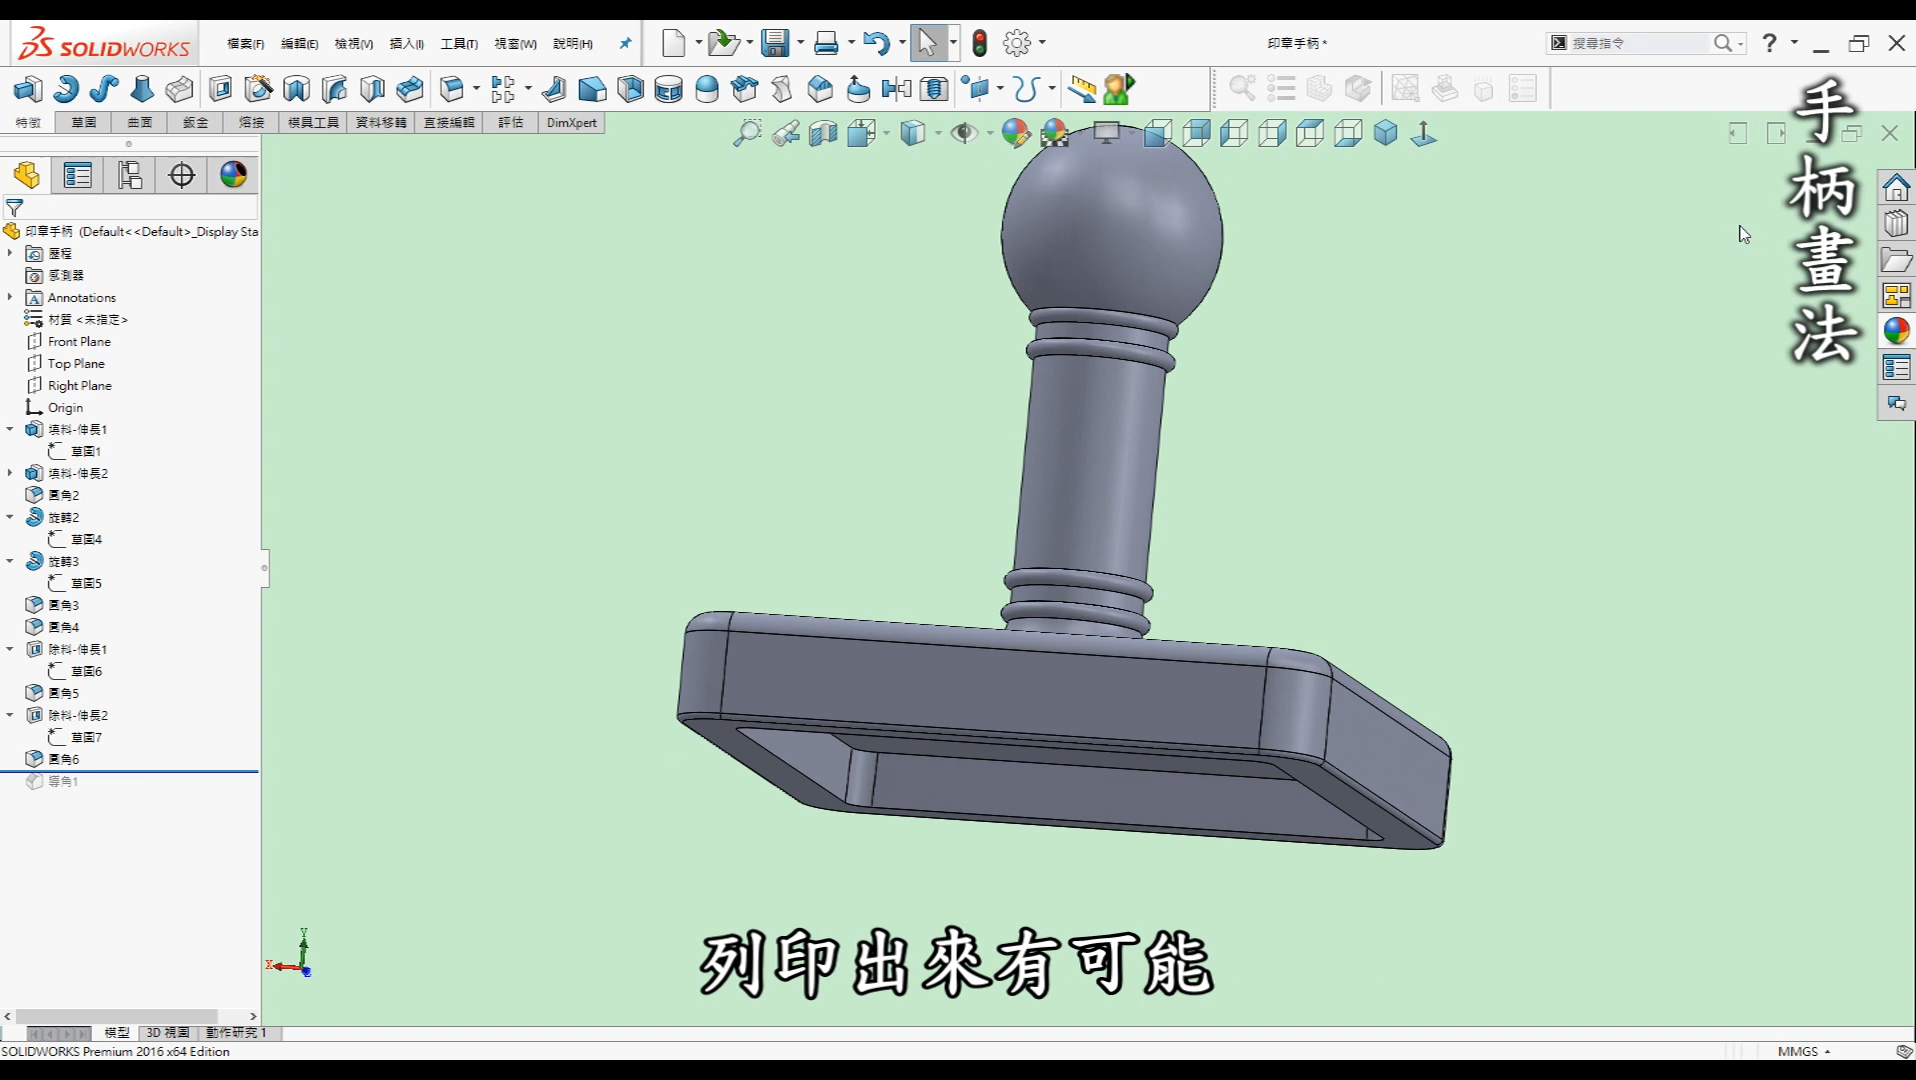 SOLIDWORKS
檔案(F) 編輯(E) 檢視(V) 插入(I) 工具(T) 視窗(W) 說明(H)
印章手柄 *
搜尋指令
特徵 草圖 曲面 鈑金 熔接 模具工具 資料移轉 直接編輯 評估 DimXpert
手柄畫法
印章手柄 (Default<<Default>_Display Sta
歷程
感測器
Annotations
材質 <未指定>
Front Plane
Top Plane
Right Plane
Origin
填料-伸長1
草圖1
填料-伸長2
圓角2
旋轉2
草圖4
旋轉3
草圖5
圓角3
圓角4
除料-伸長1
草圖6
圓角5
除料-伸長2
草圖7
圓角6
導角1
Y
X
列印出來有可能
模型 3D 視圖 動作研究 1
SOLIDWORKS Premium 2016 x64 Edition
MMGS